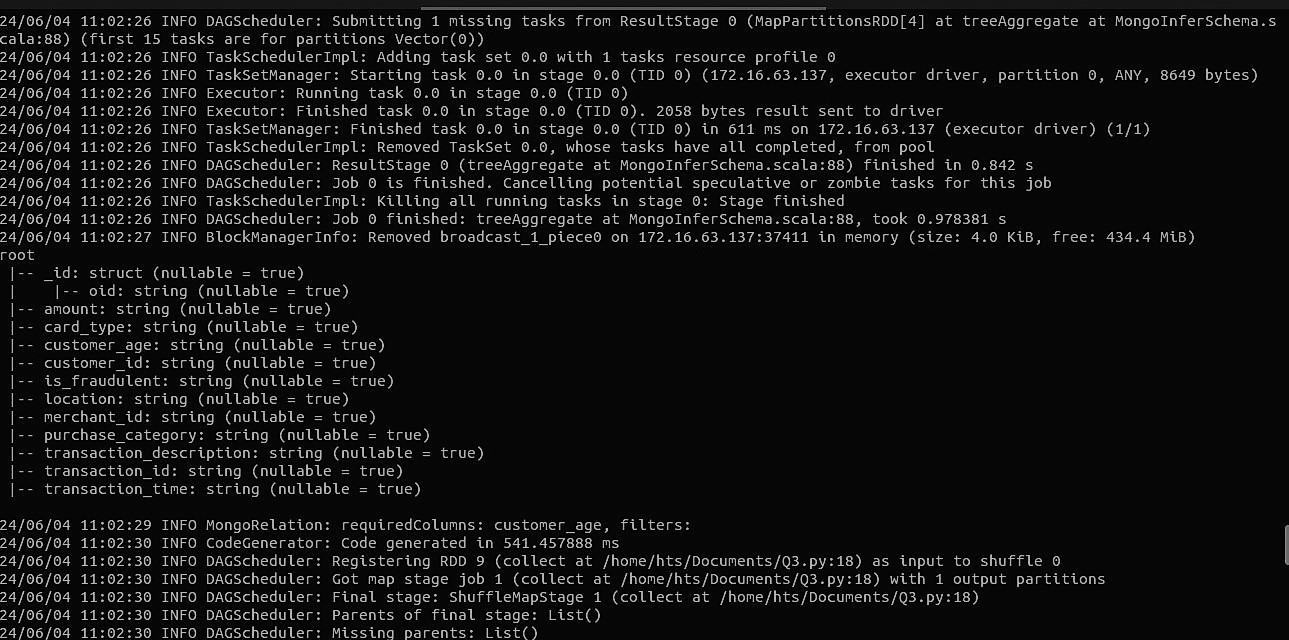 24/06/04 11:02:26 INFO DAGScheduler: Submitting 1 missing tasks from ResultStage 0 (MapPartitionsRDD[4] at treeAggregate at MongoInferSchema.s
cala:88) (first 15 tasks are for partitions Vector(0))
24/06/04 11:02:26 INFO TaskSchedulerImpl: Adding task set 0.0 with 1 tasks resource profile 0
24/06/04 11:02:26 INFO TaskSetManager: Starting task 0.0 in stage 0.0 (TID 0) (172.16.63.137, executor driver, partition 0, ANY, 8649 bytes)
24/06/04 11:02:26 INFO Executor: Running task 0.0 in stage 0.0 (TID 0)
24/06/04 11:02:26 INFO Executor: Finished task 0.0 in stage 0.0 (TID 0). 2058 bytes result sent to driver
24/06/04 11:02:26 INFO TaskSetManager: Finished task 0.0 in stage 0.0 (TID 0) in 611 ms on 172.16.63.137 (executor driver) (1/1)
24/06/04 11:02:26 INFO TaskSchedulerImpl: Removed TaskSet 0.0, whose tasks have all completed, from pool
24/06/04 11:02:26 INFO DAGScheduler: ResultStage 0 (treeAggregate at MongoInferSchema.scala:88) finished in 0.842 s
24/06/04 11:02:26 INFO DAGScheduler: Job 0 is finished. Cancelling potential speculative or zombie tasks for this job
24/06/04 11:02:26 INFO TaskSchedulerImpl: Killing all running tasks in stage 0: Stage finished
24/06/04 11:02:26 INFO DAGScheduler: Job 0 finished: treeAggregate at MongoInferSchema.scala:88, took 0.978381 s
24/06/04 11:02:27 INFO BlockManagerInfo: Removed broadcast_1_piece0 on 172.16.63.137:37411 in memory (size: 4.0 KiB, free: 434.4 MiB)
root
 |-- _id: struct (nullable = true)
 |    |-- oid: string (nullable = true)
 |-- amount: string (nullable = true)
 |-- card_type: string (nullable = true)
 |-- customer_age: string (nullable = true)
 |-- customer_id: string (nullable = true)
 |-- is_fraudulent: string (nullable = true)
 |-- location: string (nullable = true)
 |-- merchant_id: string (nullable = true)
 |-- purchase_category: string (nullable = true)
 |-- transaction_description: string (nullable = true)
 |-- transaction_id: string (nullable = true)
 |-- transaction_time: string (nullable = true)
24/06/04 11:02:29 INFO MongoRelation: requiredColumns: customer_age, filters:
24/06/04 11:02:30 INFO CodeGenerator: Code generated in 541.457888 ms
24/06/04 11:02:30 INFO DAGScheduler: Registering RDD 9 (collect at /home/hts/Documents/Q3.py:18) as input to shuffle 0
24/06/04 11:02:30 INFO DAGScheduler: Got map stage job 1 (collect at /home/hts/Documents/Q3.py:18) with 1 output partitions
24/06/04 11:02:30 INFO DAGScheduler: Final stage: ShuffleMapStage 1 (collect at /home/hts/Documents/Q3.py:18)
24/06/04 11:02:30 INFO DAGScheduler: Parents of final stage: List()
24/06/04 11:02:30 INFO DAGScheduler: Missing parents: List()